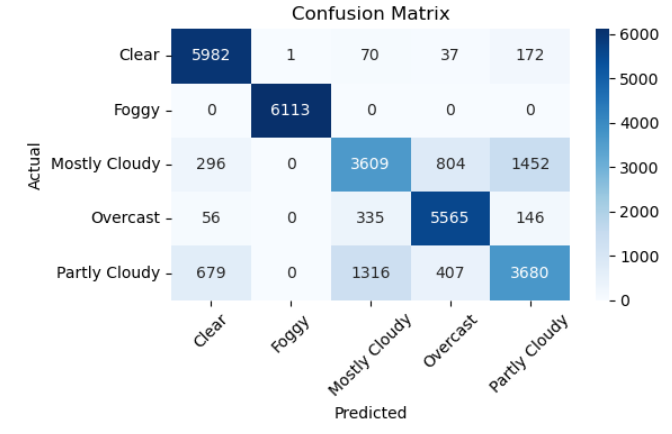 Confusion Matrix
Actual
Clear 5982 1 70 37 172
Foggy 0 6113 0 0 0
Mostly Cloudy 296 0 3609 804 1452
Overcast 56 0 335 5565 146
Partly Cloudy 679 0 1316 407 3680
Clear Foggy Mostly Cloudy Overcast Partly Cloudy
Predicted
6000
5000
4000
3000
2000
1000
0